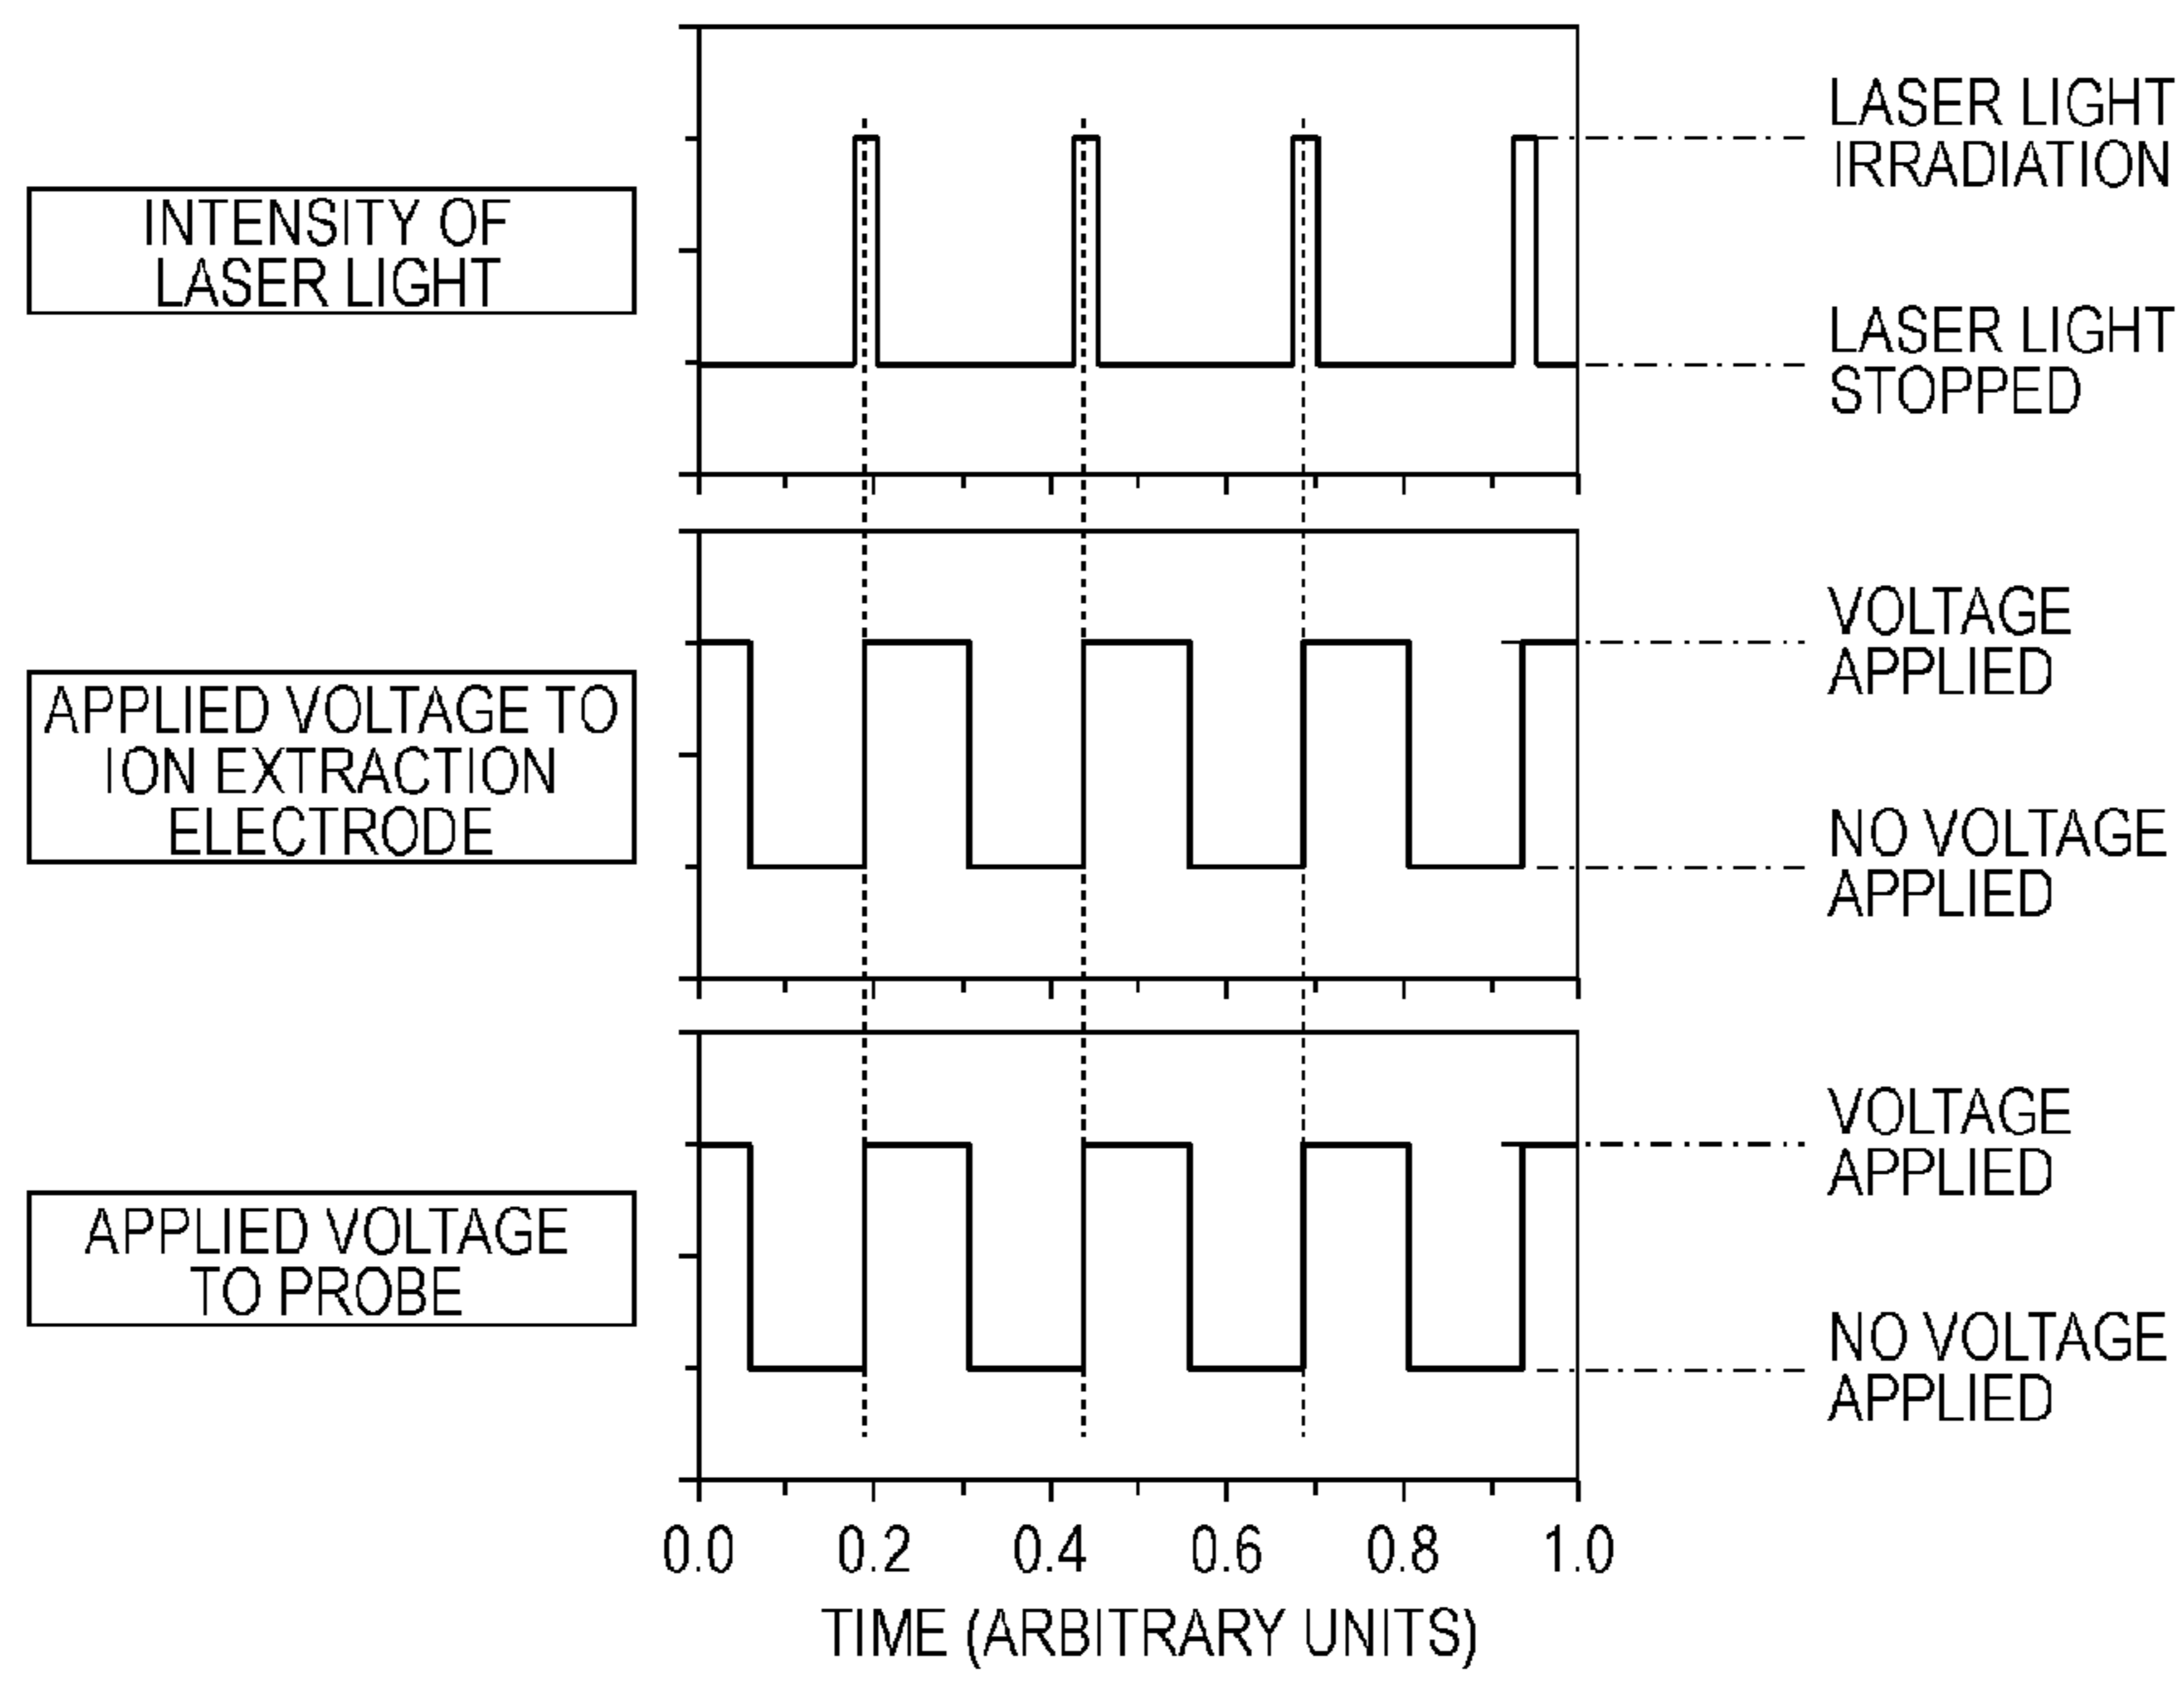 INTENSITY OF
LASER LIGHT
LASER LIGHT
IRRADIATION
LASER LIGHT
STOPPED
APPLIED VOLTAGE TO
ION EXTRACTION
ELECTRODE
VOLTAGE
APPLIED
NO VOLTAGE
APPLIED
APPLIED VOLTAGE
TO PROBE
VOLTAGE
APPLIED
NO VOLTAGE
APPLIED
0.0 0.2 0.4 0.6 0.8 1.0
TIME (ARBITRARY UNITS)